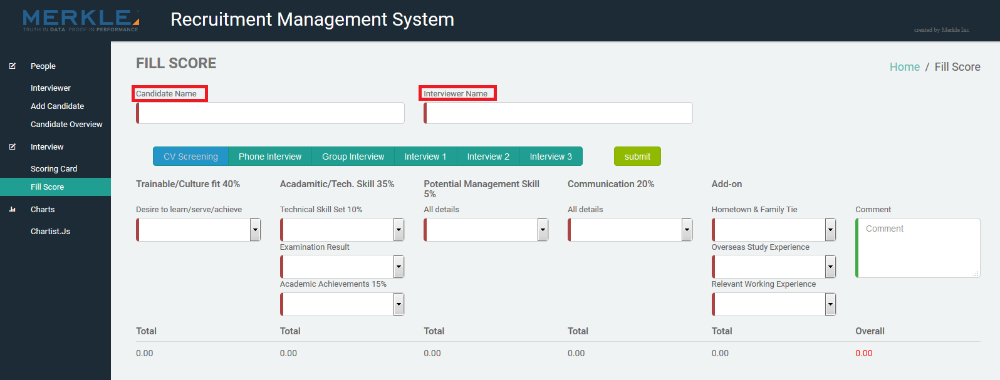 MERKLE
TRUTH IN DATA. PROOF IN PERFORMANCE.
Recruitment Management System
created by Merkle Inc
People
Interviewer
Add Candidate
Candidate Overview
Interview
Scoring Card
Fill Score
Charts
Chartist.Js
FILL SCORE
Home / Fill Score
Candidate Name
Interviewer Name
CV Screening
Phone Interview
Group Interview
Interview 1
Interview 2
Interview 3
submit
Trainable/Culture fit 40%
Desire to learn/serve/achieve
Acadamitic/Tech. Skill 35%
Technical Skill Set 10%
Examination Result
Academic Achievements 15%
Potential Management Skill
5%
All details
Communication 20%
All details
Add-on
Hometown & Family Tie
Overseas Study Experience
Relevant Working Experience
Comment
Comment
Total Total Total Total Total Overall
0.00 0.00 0.00 0.00 0.00 0.00